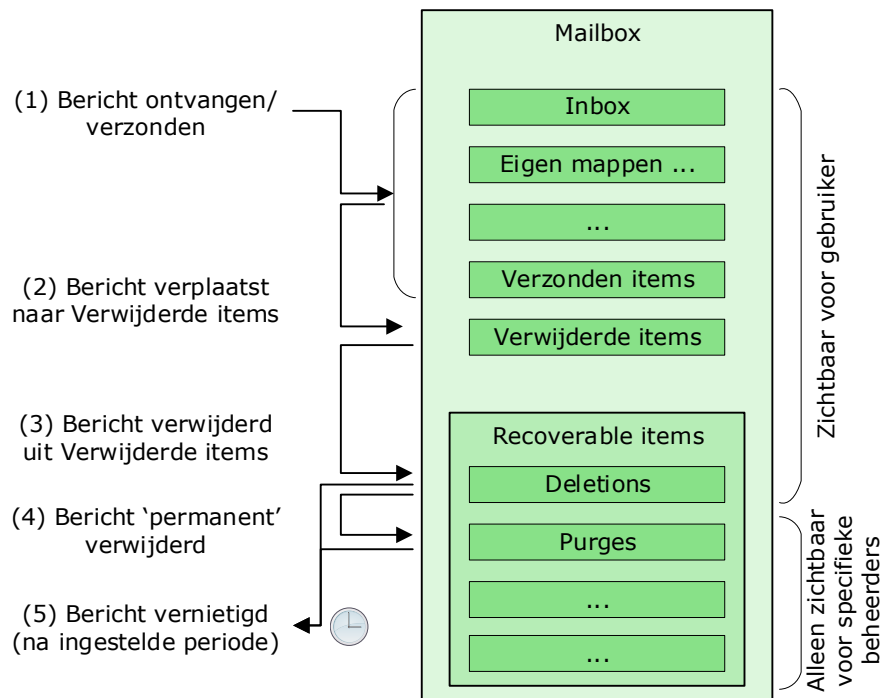 Mailbox
(1) Bericht ontvangen/
verzonden
Inbox
Eigen mappen ...
...
Verzonden items
(2) Bericht verplaatst
naar Verwijderde items
Verwijderde items
(3) Bericht verwijderd
uit Verwijderde items
Recoverable items
Deletions
(4) Bericht ‘permanent’
verwijderd
Purges
...
(5) Bericht vernietigd
(na ingestelde periode)
...
Zichtbaar voor gebruiker
Alleen zichtbaar
voor specifieke
beheerders